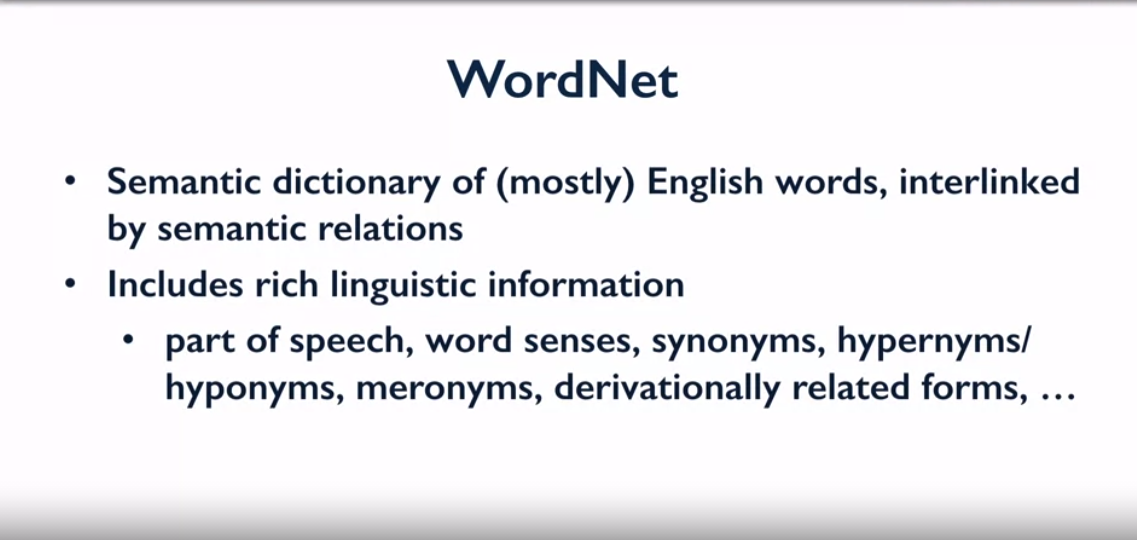 WordNet
• Semantic dictionary of (mostly) English words, interlinked
by semantic relations
• Includes rich linguistic information
• part of speech, word senses, synonyms, hypernyms/
hyponyms, meronyms, derivationally related forms, …